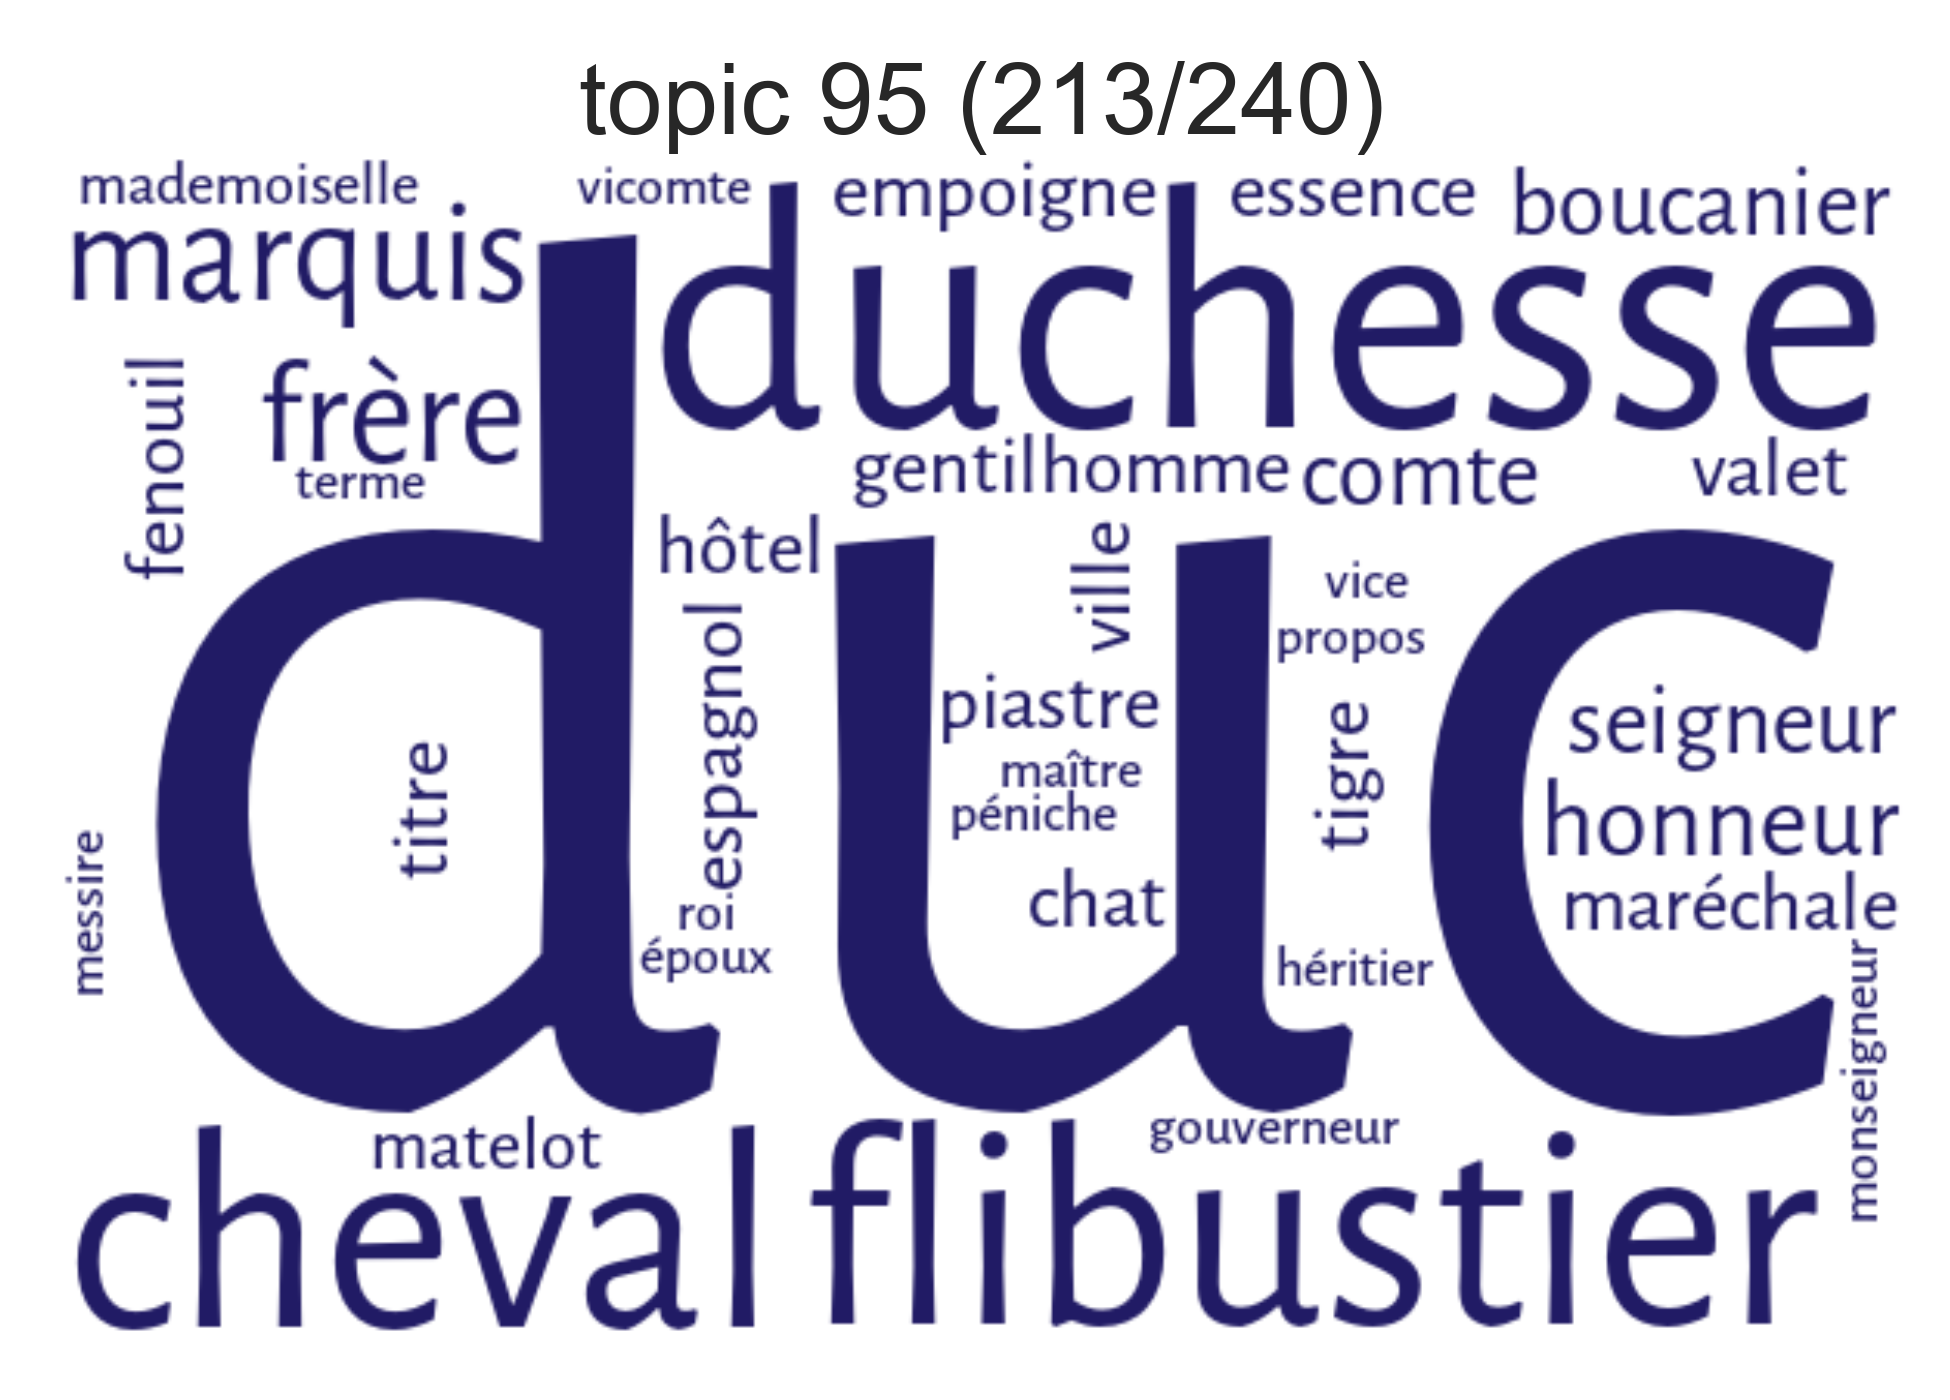 topic 95 (213/240)
mademoiselle
vicomte
empoigne
essence
boucanier
marquis
duchesse
fenouil
frère
terme
gentilhomme
comte
valet
duc
hôtel
ville
vice
propos
espagnol
piastre
maître
péniche
tigre
titre
seigneur
honneur
maréchale
chat
messire
roi
époux
héritier
monseigneur
matelot
gouverneur
cheval
flibustier